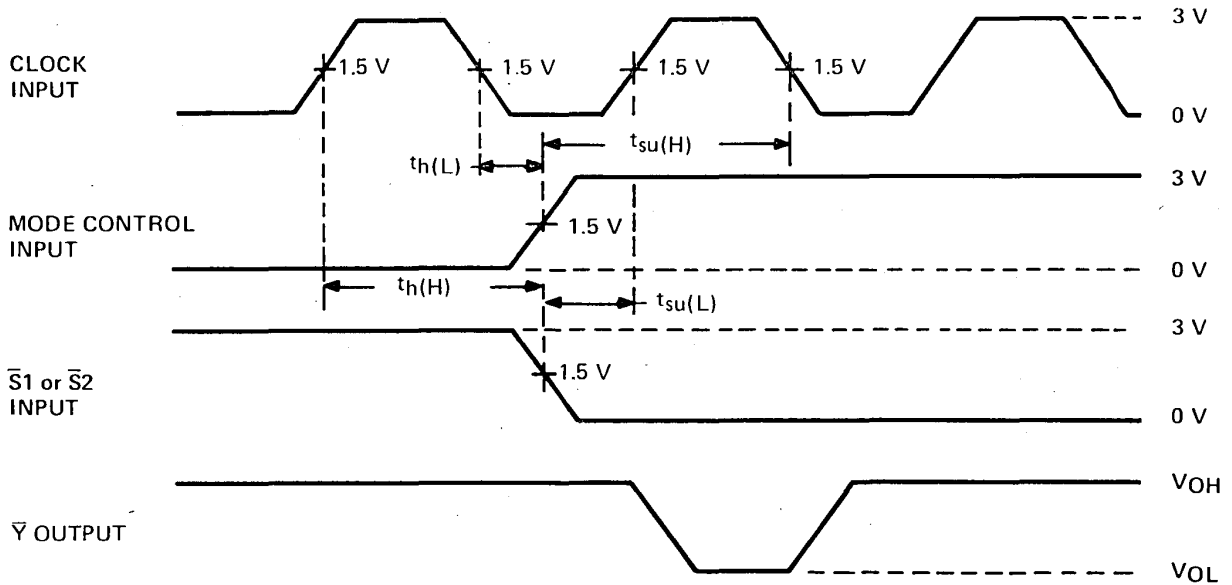 CLOCK
INPUT
1.5 V
1.5 V
1.5 V
1.5 V
3 V
0 V
th(L)
tsu(H)
MODE CONTROL
INPUT
1.5 V
3 V
0 V
th(H)
tsu(L)
S̄1 or S̄2
INPUT
1.5 V
3 V
0 V
Ȳ OUTPUT
VOH
VOL